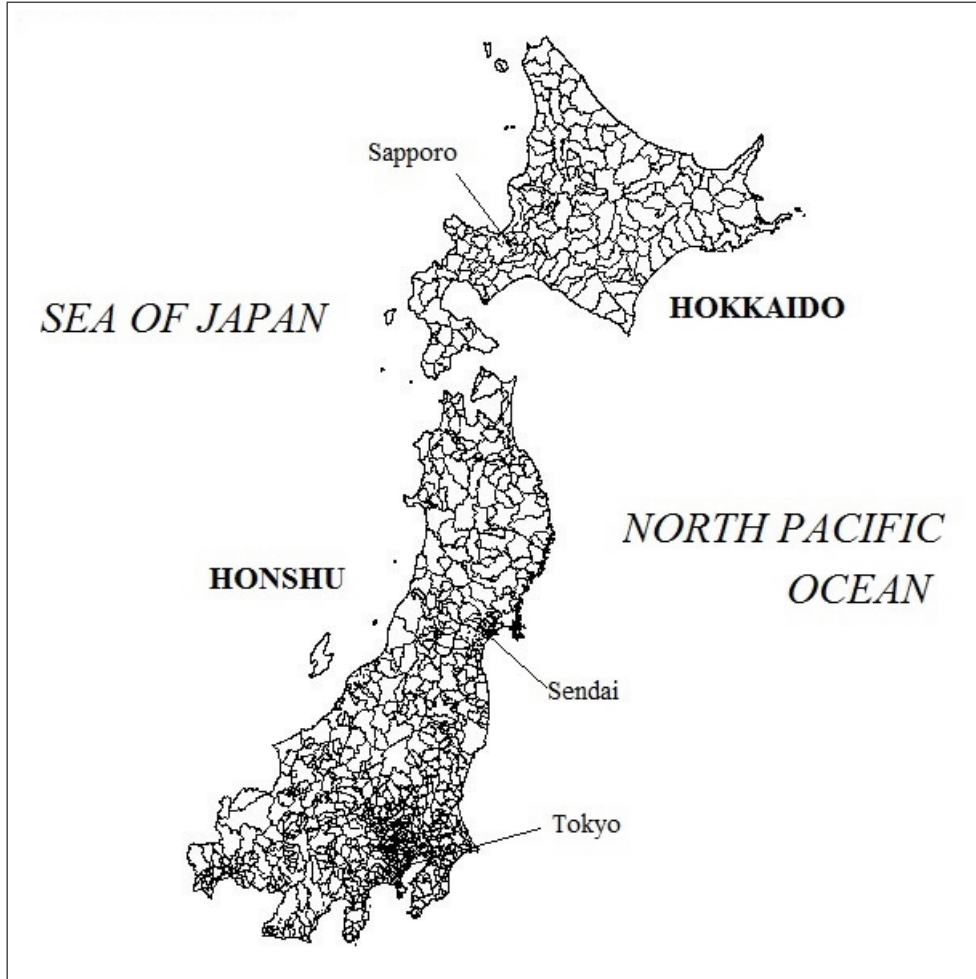 Sapporo
SEA OF JAPAN
HOKKAIDO
NORTH PACIFIC
OCEAN
HONSHU
Sendai
Tokyo